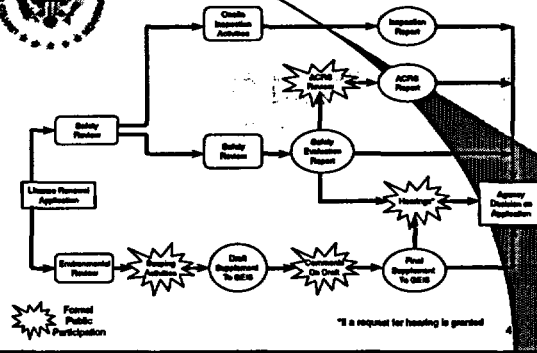 Onsite
Inspection
Activities
Inspection
Report
ACRS
Review
ACRS
Report
Safety
Review
Safety
Review
Safety
Evaluation
Report
License Renewal
Application
Hearings*
Agency
Decision on
Application
Environmental
Review
Scoping
Activities
Draft
Supplement
To GEIS
Comments
On Draft
Final
Supplement
To GEIS
Formal
Public
Participation
*If a request for hearing is granted
4